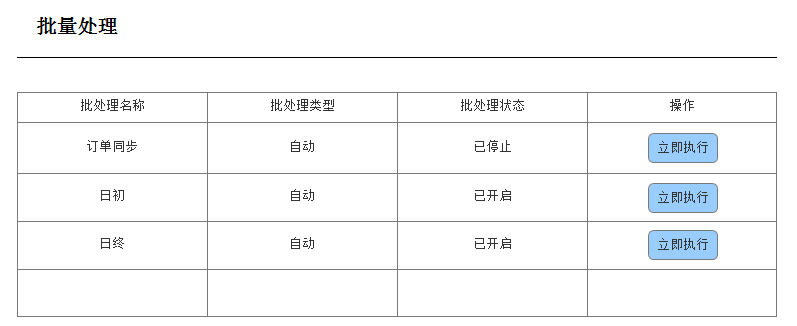 批量处理
批处理名称 批处理类型 批处理状态 操作
订单同步 自动 已停止 立即执行
日初 自动 已开启 立即执行
日终 自动 已开启 立即执行